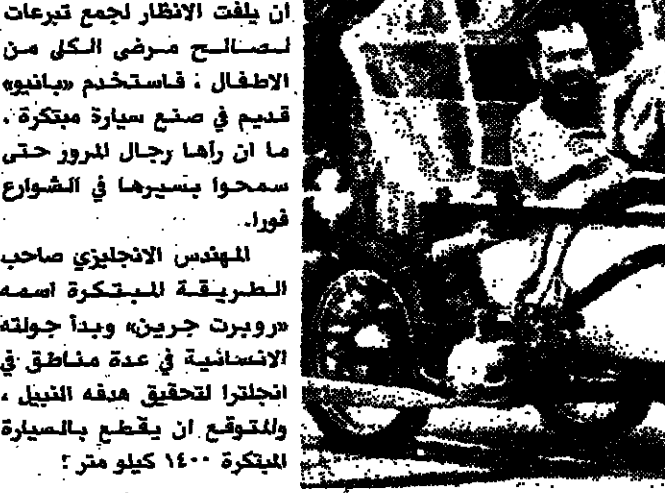 ان يلفت الانظار لجمع تبرعات
لصالح مرضى الكلى من
الاطفال ، فاستخدم «بانيو»
قديم في صنع سيارة مبتكرة .
ما ان رآها رجال المرور حتى
سمحوا بسيرها في الشوارع
فورا.
المهندس الانجليزي صاحب
الطريقة المبتكرة اسمه
«روبرت جرين» وبدأ جولته
الانسانية في عدة مناطق في
انجلترا لتحقيق هدفه النبيل ،
والمتوقع ان يقطع بالسيارة
المبتكرة ١٤٠٠ كيلو متر !